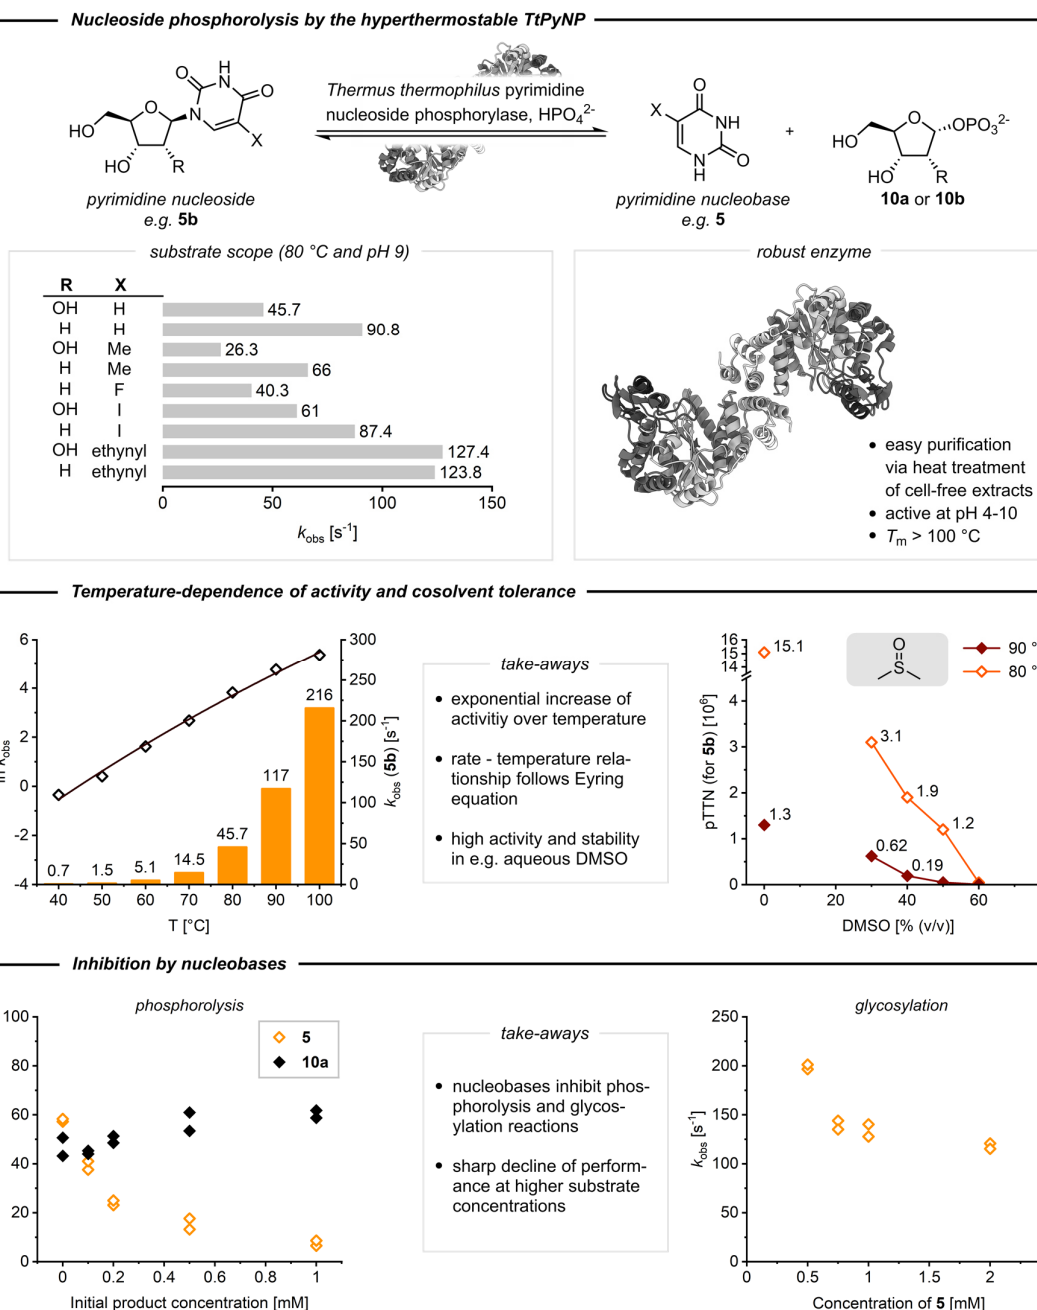 Nucleoside phosphorolysis by the hyperthermostable TtPyNP
O
H
N
O
N
X
O
HO
HO
R
pyrimidine nucleoside
e.g. 5b
Thermus thermophilus pyrimidine
nucleoside phosphorylase, HPO₄²⁻
O
X
NH
N
H
O
pyrimidine nucleobase
e.g. 5
+
O
OPO₃²⁻
HO
HO
R
10a or 10b
substrate scope (80 °C and pH 9)
R X
OH H 45.7
H H 90.8
OH Me 26.3
H Me 66
H F 40.3
OH I 61
H I 87.4
OH ethynyl 127.4
H ethynyl 123.8
0 50 100 150
kobs [s⁻¹]
robust enzyme
• easy purification
via heat treatment
of cell-free extracts
• active at pH 4-10
• Tm > 100 °C
Temperature-dependence of activity and cosolvent tolerance
6
4
2
0
-2
-4
ln kobs
0.7 1.5 5.1 14.5 45.7 117 216
40 50 60 70 80 90 100
T [°C]
300
250
200
150
100
50
0
kobs (5b) [s⁻¹]
take-aways
• exponential increase of
activitiy over temperature
• rate - temperature rela-
tionship follows Eyring
equation
• high activity and stability
in e.g. aqueous DMSO
16
15
14
4
3
2
1
0
pTTN (for 5b) [10⁶]
15.1
3.1
1.9
1.2
1.3
0.62
0.19
O
S
90 °
80 °
0 20 40 60
DMSO [% (v/v)]
Inhibition by nucleobases
phosphorolysis
100
80
60
40
20
0
5
10a
0 0.2 0.4 0.6 0.8 1
Initial product concentration [mM]
take-aways
• nucleobases inhibit phos-
phorolysis and glycos-
ylation reactions
• sharp decline of perform-
ance at higher substrate
concentrations
glycosylation
250
200
150
100
50
0
kobs [s⁻¹]
0 0.5 1 1.5 2
Concentration of 5 [mM]